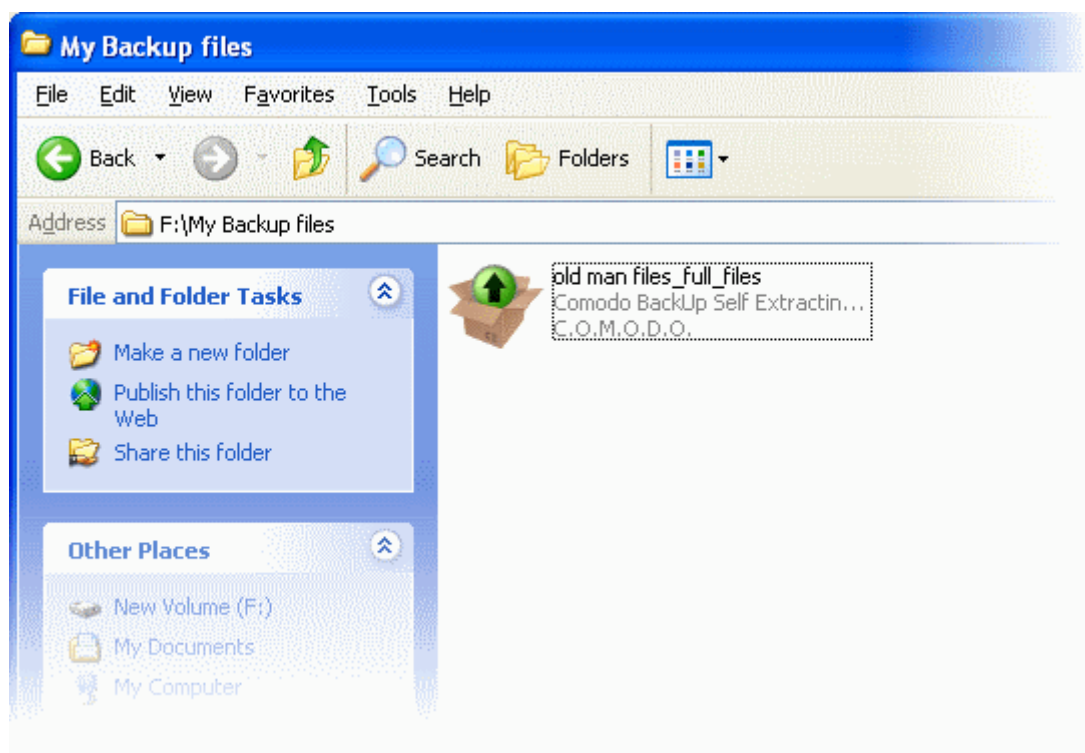 My Backup files
File Edit View Favorites Tools Help
Back Search Folders
Address F:\My Backup files
File and Folder Tasks
Make a new folder
Publish this folder to the
Web
Share this folder
Other Places
New Volume (F:)
My Documents
My Computer
old man files_full_files
Comodo BackUp Self Extractin...
C.O.M.O.D.O.